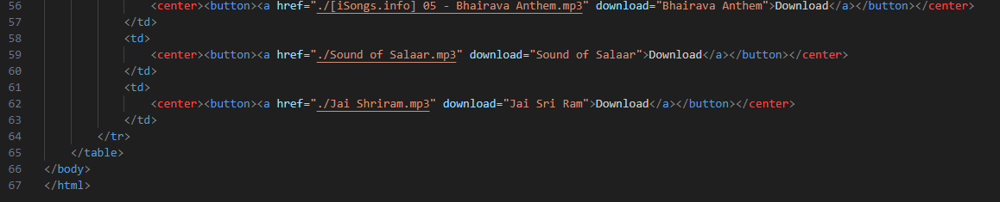 56 <center><button><a href="./[iSongs.info] 05 - Bhairava Anthem.mp3" download="Bhairava Anthem">Download</a></button></center>
57 </td>
58 <td>
59 <center><button><a href="./Sound of Salaar.mp3" download="Sound of Salaar">Download</a></button></center>
60 </td>
61 <td>
62 <center><button><a href="./Jai Shriram.mp3" download="Jai Sri Ram">Download</a></button></center>
63 </td>
64 </tr>
65 </table>
66 </body>
67 </html>